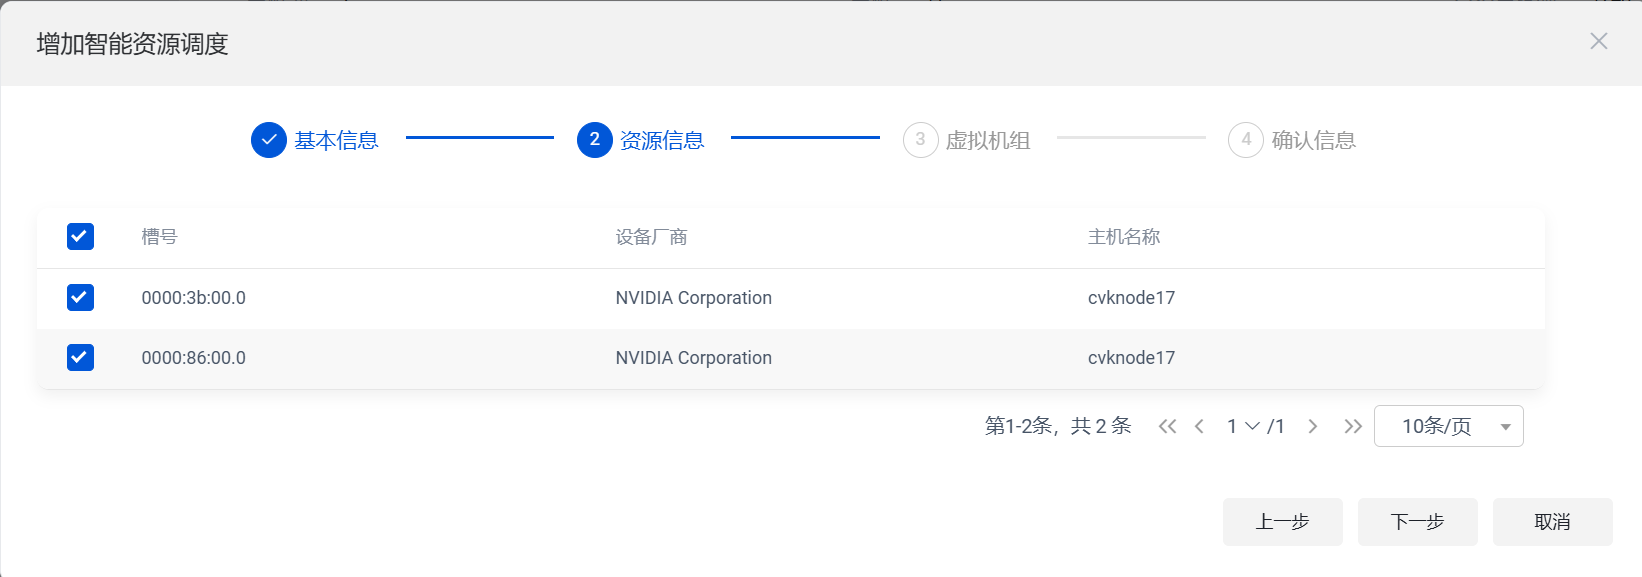 增加智能资源调度
基本信息
2 资源信息
3 虚拟机组
4 确认信息
槽号 设备厂商 主机名称
0000:3b:00.0 NVIDIA Corporation cvknode17
0000:86:00.0 NVIDIA Corporation cvknode17
第1-2条，共 2 条 1 /1 10条/页
上一步 下一步 取消